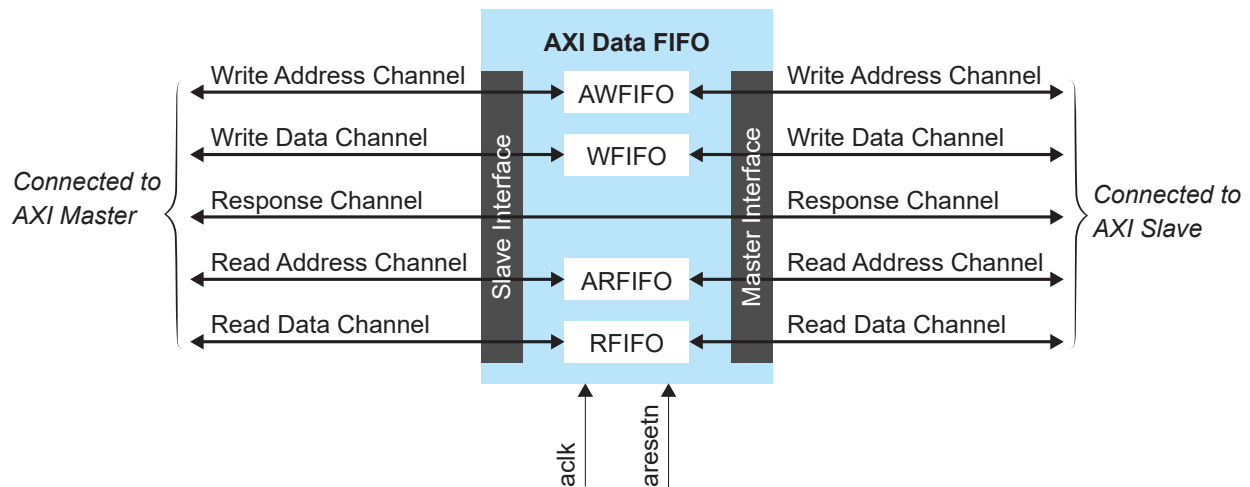 AXI Data FIFO
Write Address Channel
AWFIFO
Write Address Channel
Write Data Channel
WFIFO
Write Data Channel
Connected to
AXI Master
Response Channel
Slave Interface
Master Interface
Response Channel
Connected to
AXI Slave
Read Address Channel
ARFIFO
Read Address Channel
Read Data Channel
RFIFO
Read Data Channel
aclk
aresetn